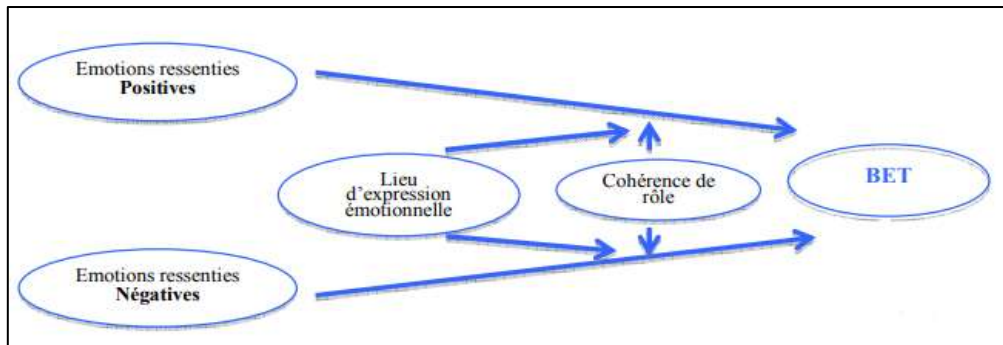 Emotions ressenties
Positives
Lieu
d’expression
émotionnelle
Cohérence de
rôle
BET
Emotions ressenties
Négatives